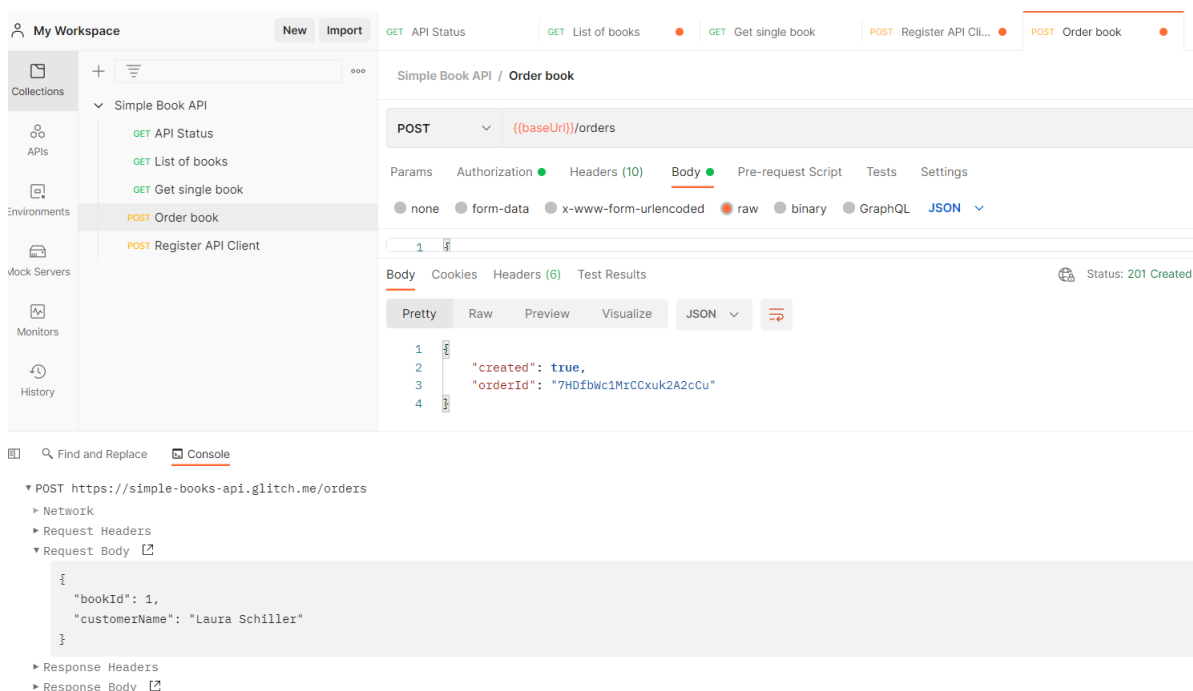 My Workspace New Import GET API Status GET List of books GET Get single book POST Register API Cli... POST Order book
Collections
APIs
Environments
Mock Servers
Monitors
History
Simple Book API
GET API Status
GET List of books
GET Get single book
POST Order book
POST Register API Client
Simple Book API / Order book
POST {{baseUrl}}/orders
Params Authorization Headers (10) Body Pre-request Script Tests Settings
none form-data x-www-form-urlencoded raw binary GraphQL JSON
1 {
Body Cookies Headers (6) Test Results Status: 201 Created
Pretty Raw Preview Visualize JSON
1 {
2 "created": true,
3 "orderId": "7HDfbWc1MrCCxuk2A2cCu"
4 }
Find and Replace Console
POST https://simple-books-api.glitch.me/orders
Network
Request Headers
Request Body
{
"bookId": 1,
"customerName": "Laura Schiller"
}
Response Headers
Response Body